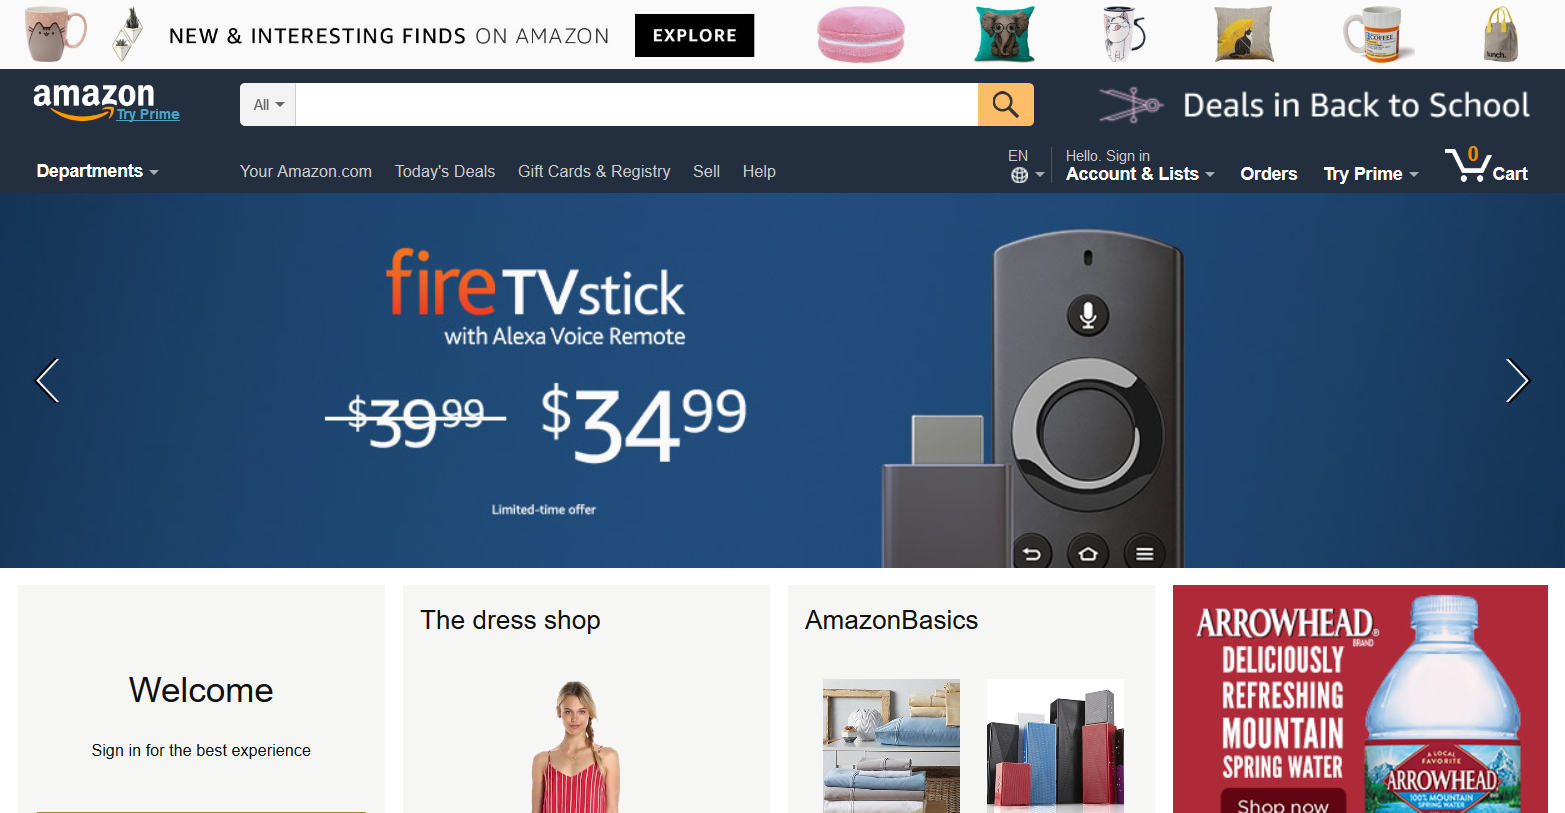 NEW & INTERESTING FINDS ON AMAZON
EXPLORE
COFFEE
lunch.
amazon
Try Prime
All
Deals in Back to School
Departments
Your Amazon.com
Today's Deals
Gift Cards & Registry
Sell
Help
EN
Hello. Sign in
Account & Lists
Orders
Try Prime
0
Cart
fireTVstick
with Alexa Voice Remote
$39.99 $34.99
Limited-time offer
Welcome
Sign in for the best experience
The dress shop
AmazonBasics
ARROWHEAD®
BRAND
DELICIOUSLY
REFRESHING
MOUNTAIN
SPRING WATER
Shop now
A LOCAL
FAVORITE
ARROWHEAD
100% MOUNTAIN
SPRING WATER